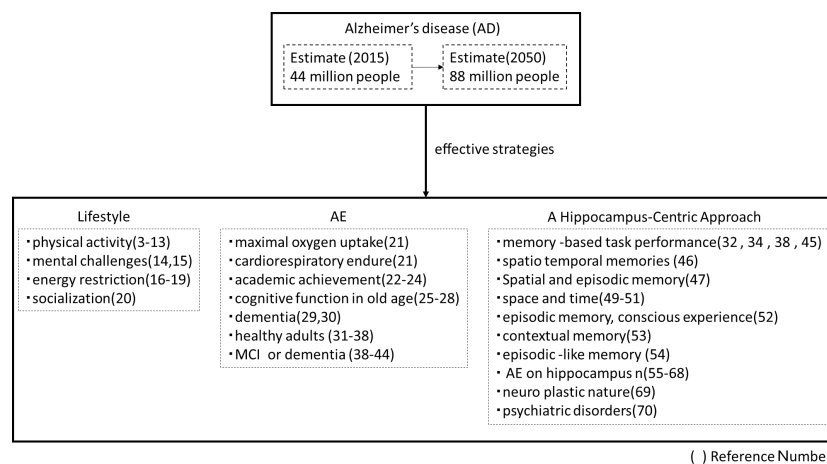 Alzheimer's disease (AD)
Estimate (2015)
44 million people
Estimate(2050)
88 million people
effective strategies
Lifestyle
・physical activity(3-13)
・mental challenges(14,15)
・energy restriction(16-19)
・socialization(20)
AE
・maximal oxygen uptake(21)
・cardiorespiratory endure(21)
・academic achievement(22-24)
・cognitive function in old age(25-28)
・dementia(29,30)
・healthy adults (31-38)
・MCI or dementia (38-44)
A Hippocampus-Centric Approach
・memory -based task performance(32 , 34 , 38 , 45)
・spatio temporal memories (46)
・Spatial and episodic memory(47)
・space and time(49-51)
・episodic memory, conscious experience(52)
・contextual memory(53)
・episodic -like memory (54)
・ AE on hippocampus n(55-68)
・neuro plastic nature(69)
・psychiatric disorders(70)
( ) Reference Numbe